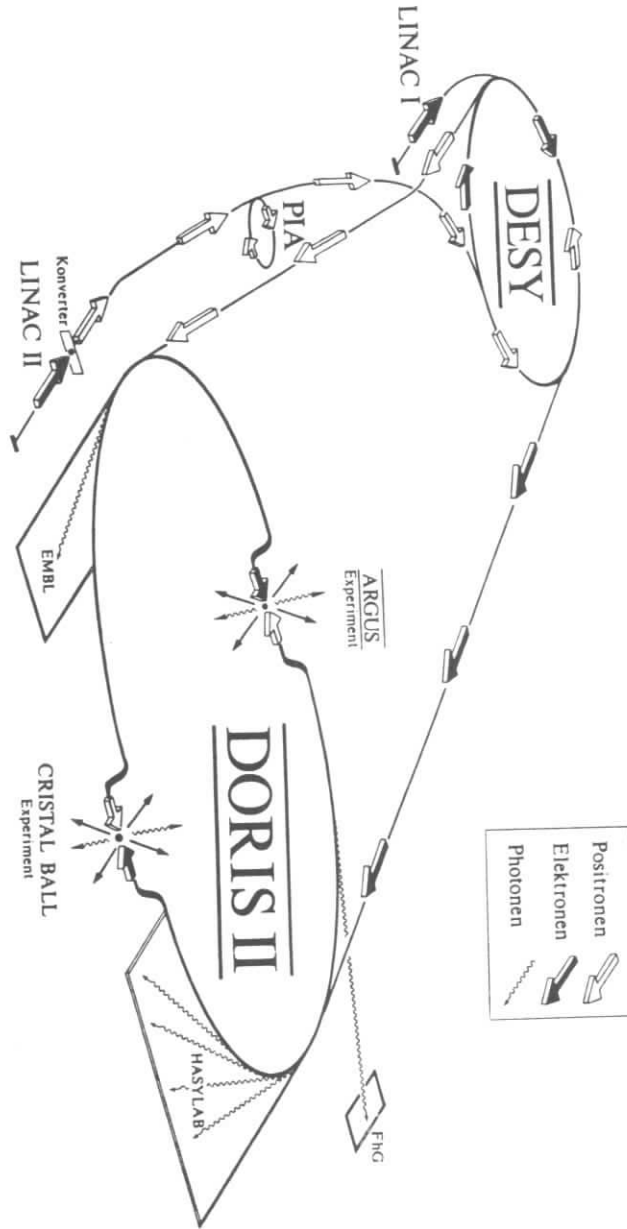 LINAC I
DESY
PIA
Konverter
LINAC II
EMBL
ARGUS
Experiment
DORIS II
CRISTAL BALL
Experiment
HASYLAB
FhG
Positronen
Elektronen
Photonen